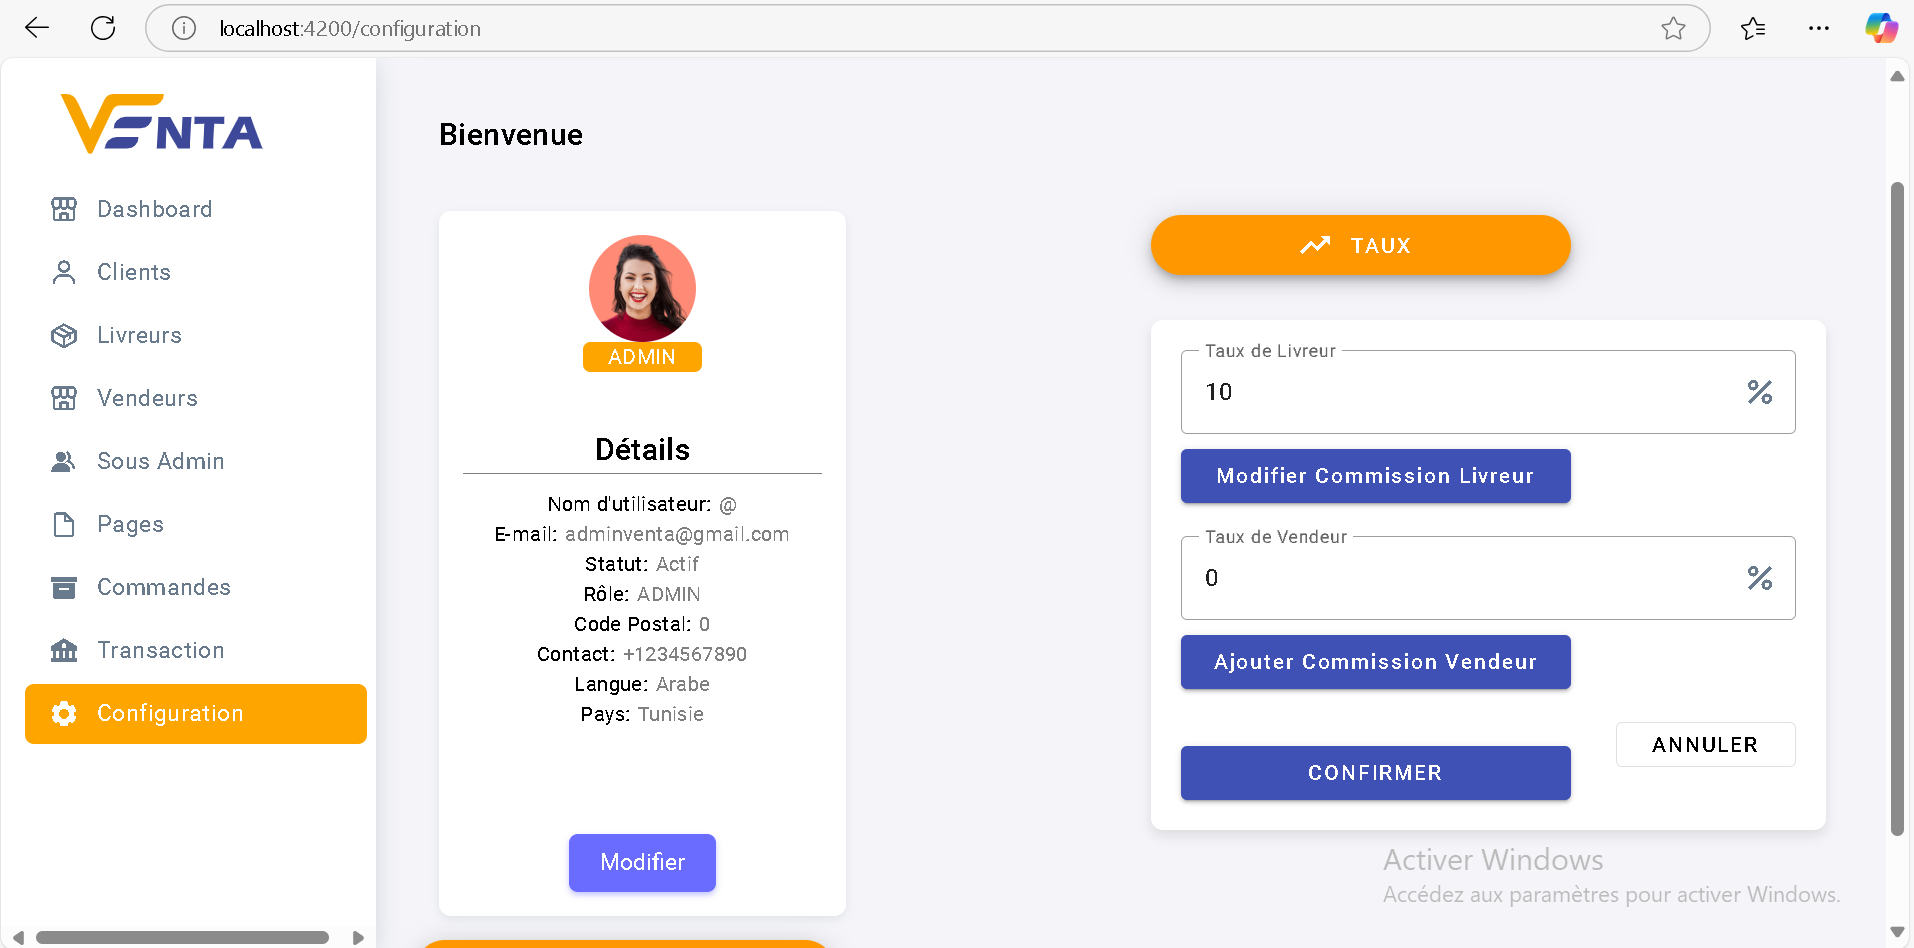 localhost:4200/configuration
VENTA
Dashboard
Clients
Livreurs
Vendeurs
Sous Admin
Pages
Commandes
Transaction
Configuration
Bienvenue
ADMIN
Détails
Nom d'utilisateur: @
E-mail: adminventa@gmail.com
Statut: Actif
Rôle: ADMIN
Code Postal: 0
Contact: +1234567890
Langue: Arabe
Pays: Tunisie
Modifier
TAUX
Taux de Livreur
10 %
Modifier Commission Livreur
Taux de Vendeur
0 %
Ajouter Commission Vendeur
ANNULER
CONFIRMER
Activer Windows
Accédez aux paramètres pour activer Windows.